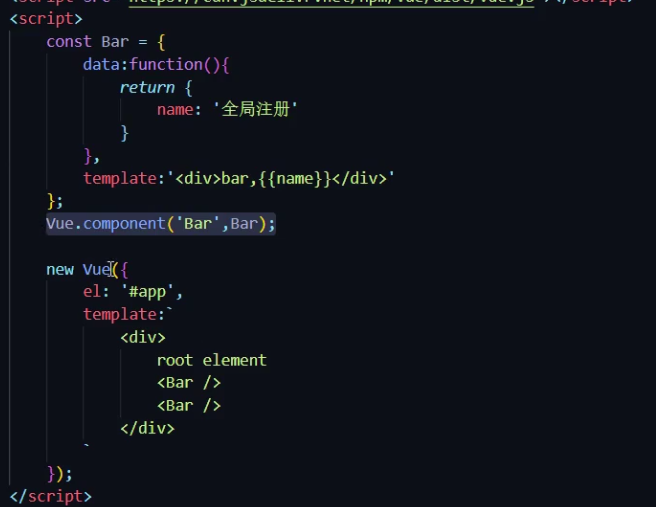 <script>
const Bar = {
data:function(){
return {
name: '全局注册'
}
},
template:'<div>bar,{{name}}</div>'
};
Vue.component('Bar',Bar);
new Vue({
el: '#app',
template:`
<div>
root element
<Bar />
<Bar />
</div>
`
});
</script>